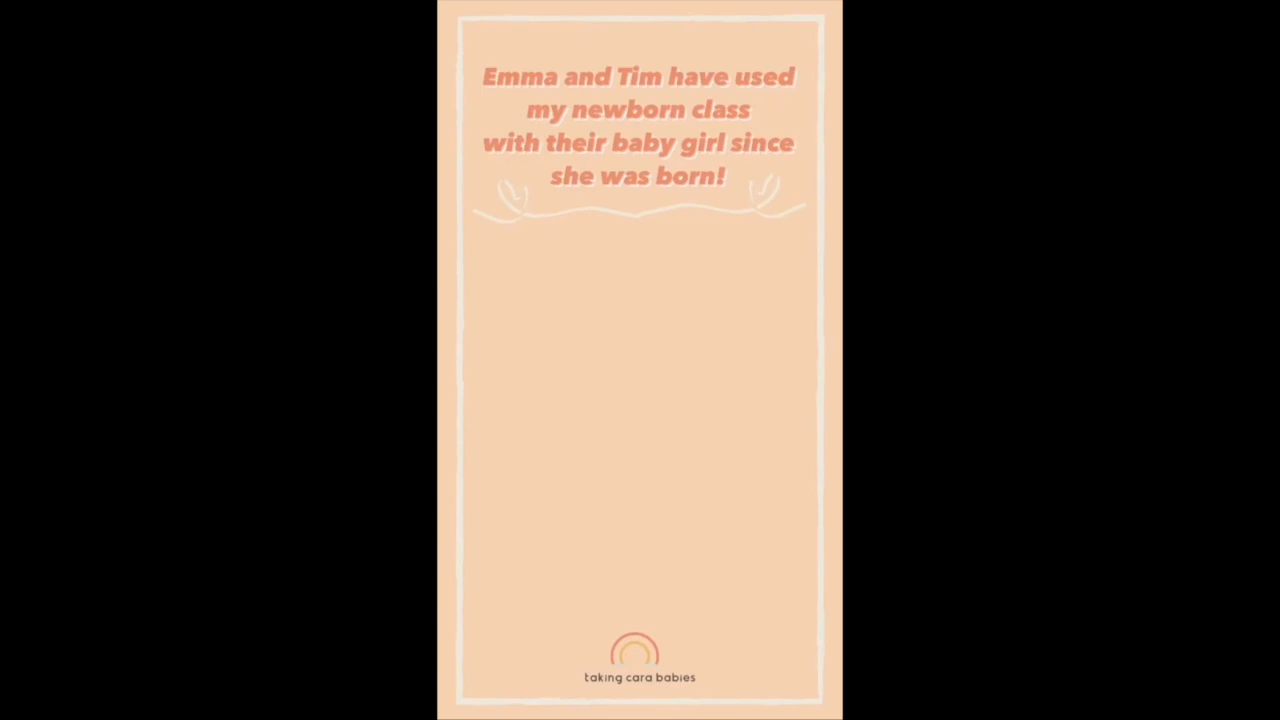 Emma and Tim have used
my newborn class
with their baby girl since
she was born!
taking cara babies